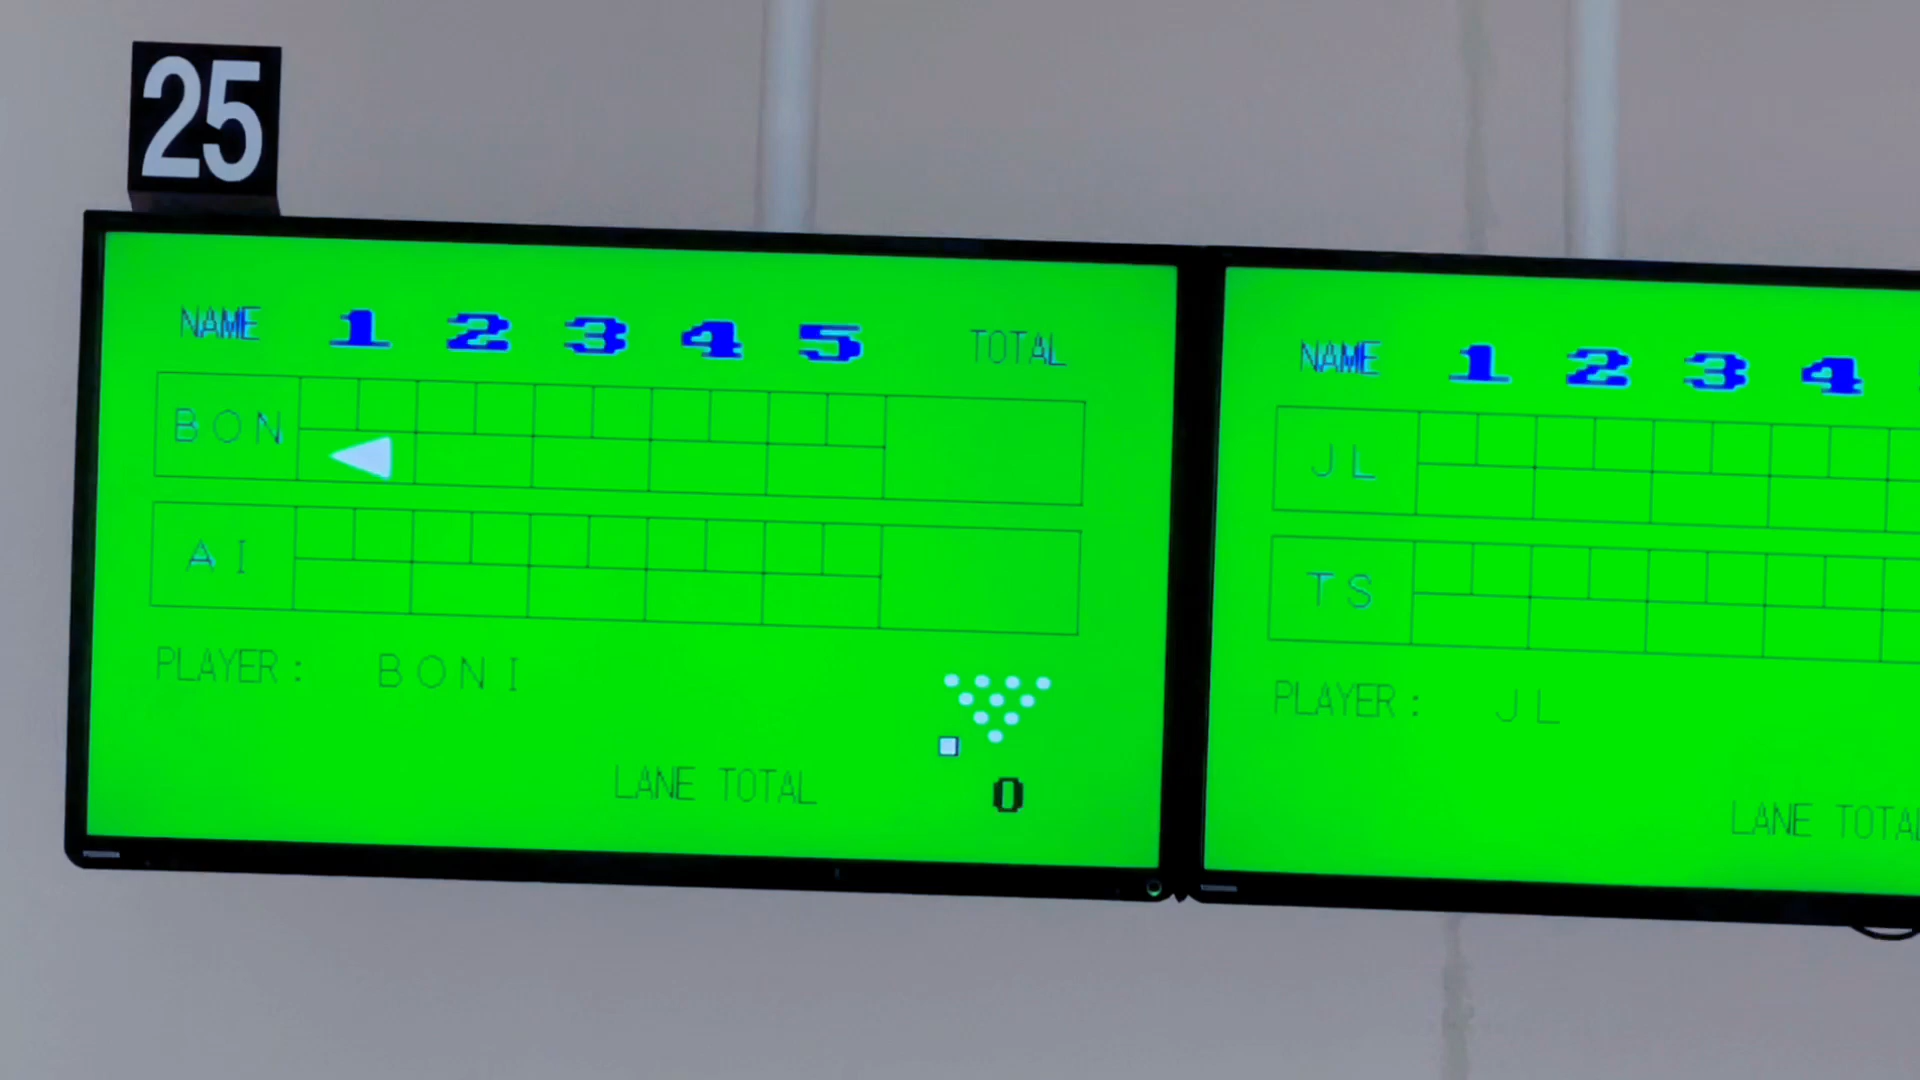 25
NAME 1 2 3 4 5 TOTAL
BON
AI
PLAYER: BONI
LANE TOTAL 0
NAME 1 2 3 4
JL
TS
PLAYER: JL
LANE TOTAL